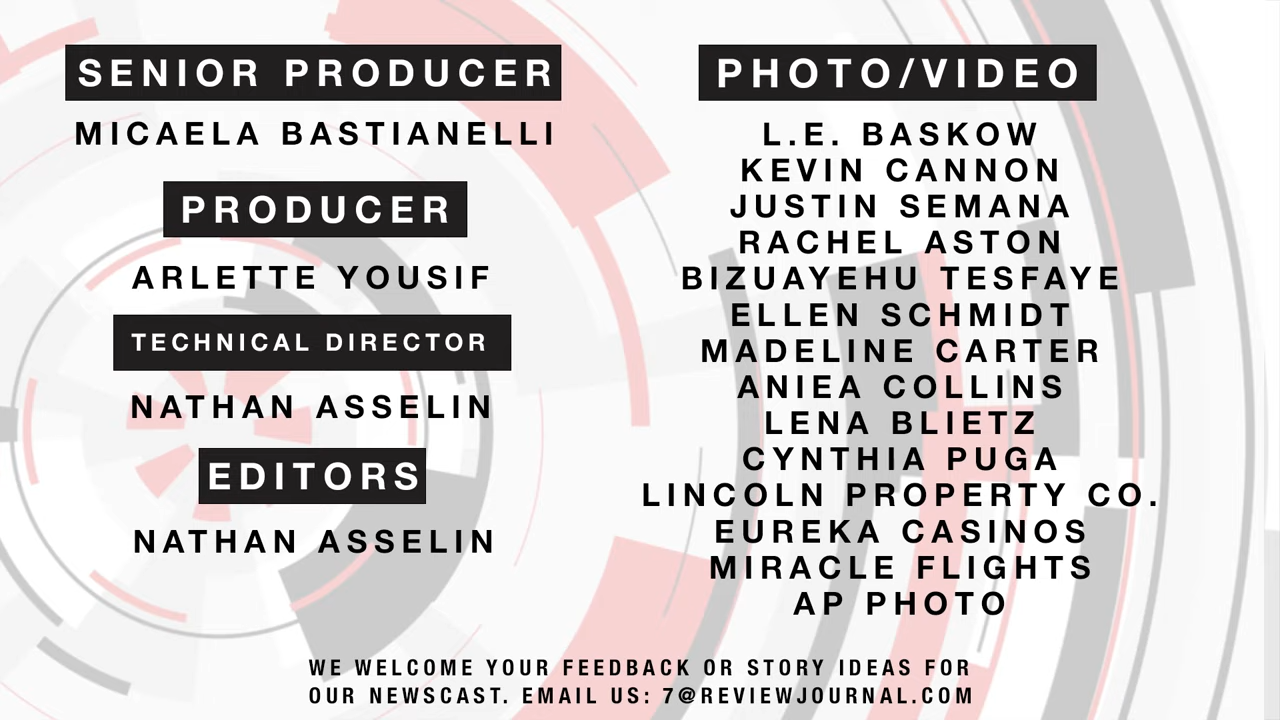 SENIOR PRODUCER
MICAELA BASTIANELLI
PRODUCER
ARLETTE YOUSIF
TECHNICAL DIRECTOR
NATHAN ASSELIN
EDITORS
NATHAN ASSELIN
PHOTO/VIDEO
L.E. BASKOW
KEVIN CANNON
JUSTIN SEMANA
RACHEL ASTON
BIZUAYEHU TESFAYE
ELLEN SCHMIDT
MADELINE CARTER
ANIEA COLLINS
LENA BLIETZ
CYNTHIA PUGA
LINCOLN PROPERTY CO.
EUREKA CASINOS
MIRACLE FLIGHTS
AP PHOTO
WE WELCOME YOUR FEEDBACK OR STORY IDEAS FOR
OUR NEWSCAST. EMAIL US: 7@REVIEWJOURNAL.COM